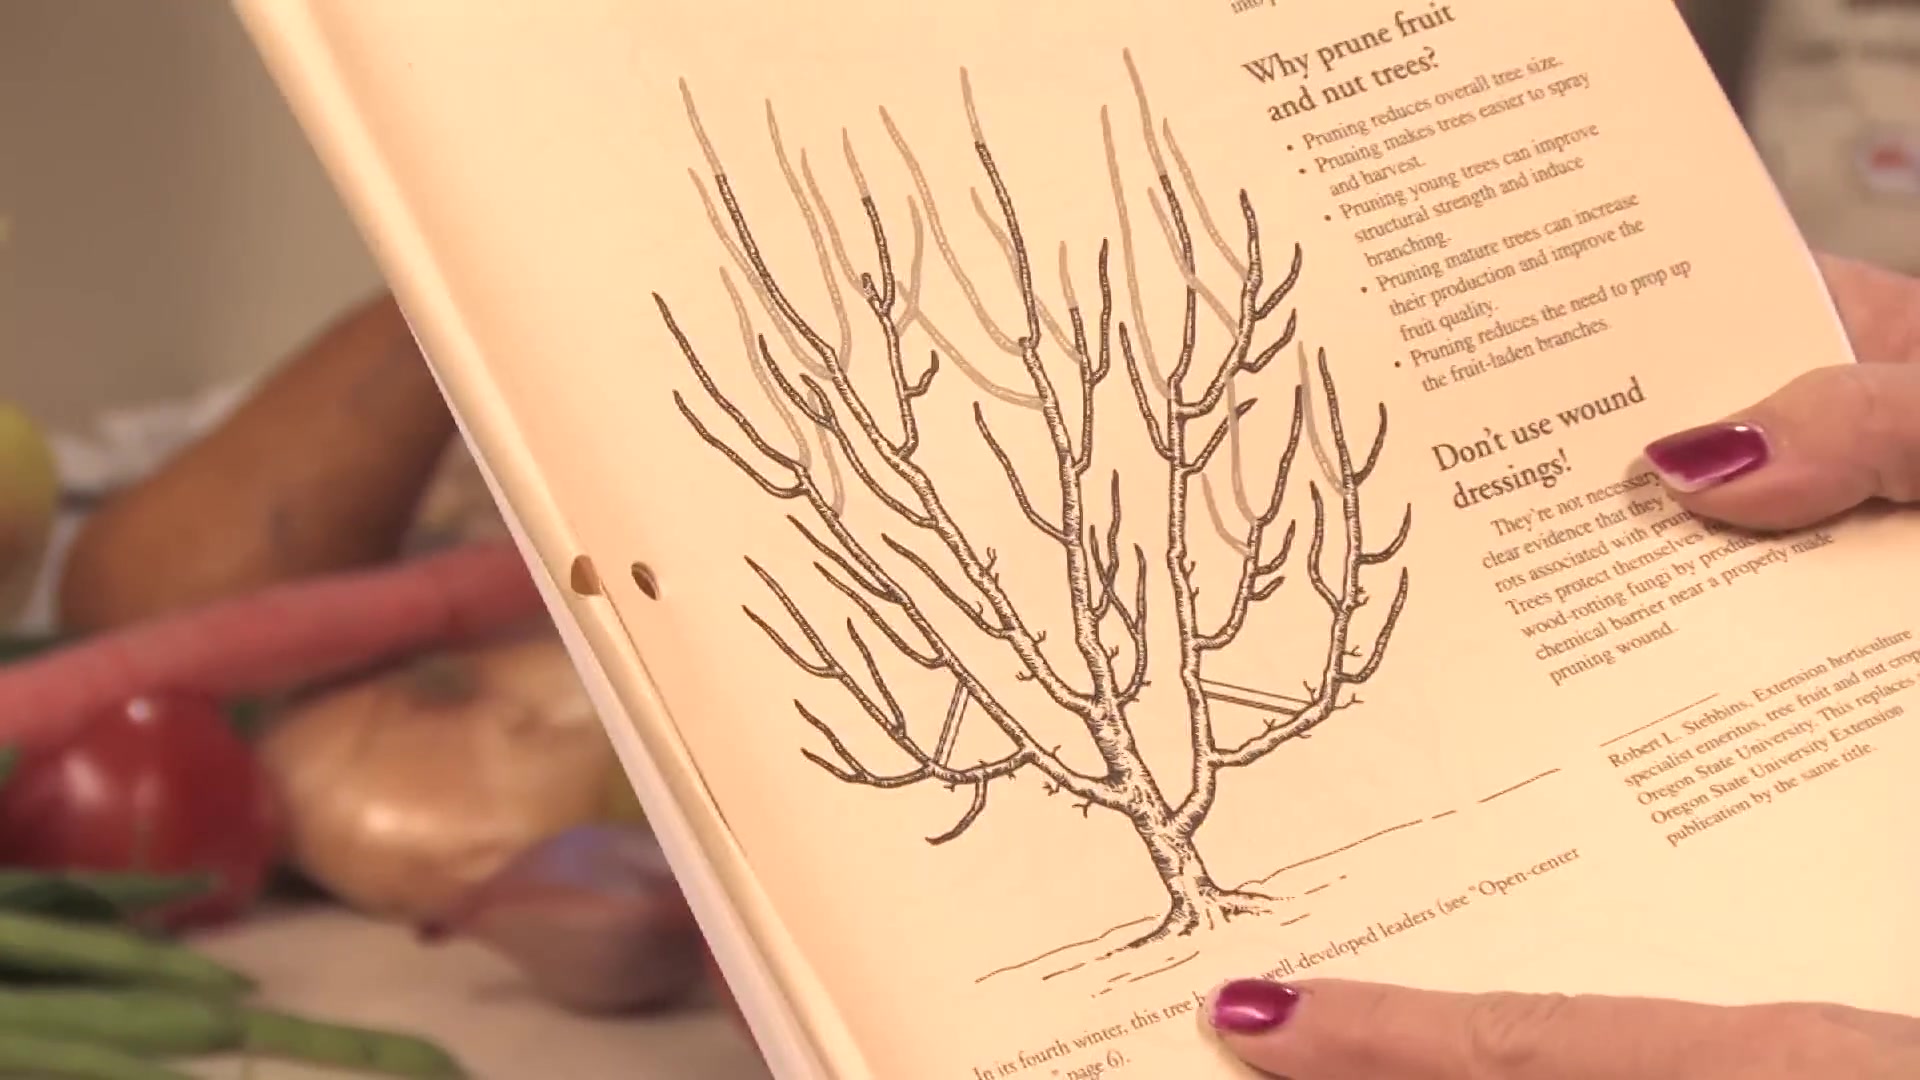 Why prune fruit
and nut trees?
• Pruning reduces overall tree size.
• Pruning makes trees easier to spray
and harvest.
• Pruning young trees can improve
structural strength and induce
branching.
• Pruning mature trees can increase
their production and improve the
fruit quality.
• Pruning reduces the need to prop up
the fruit-laden branches.
Don't use wound
dressings!
They're not necessary
clear evidence that they
rots associated with
Trees protect themselves
wood-rotting fungi by
chemical barrier near a properly made
pruning wound.
Robert L. Stebbins, Extension horticulture
specialist emeritus, tree fruit and nut
Oregon State University. This replaces
Oregon State University Extension
publication by the same title.
In its fourth winter, this tree well-developed leaders (see "Open-center
" page 6).